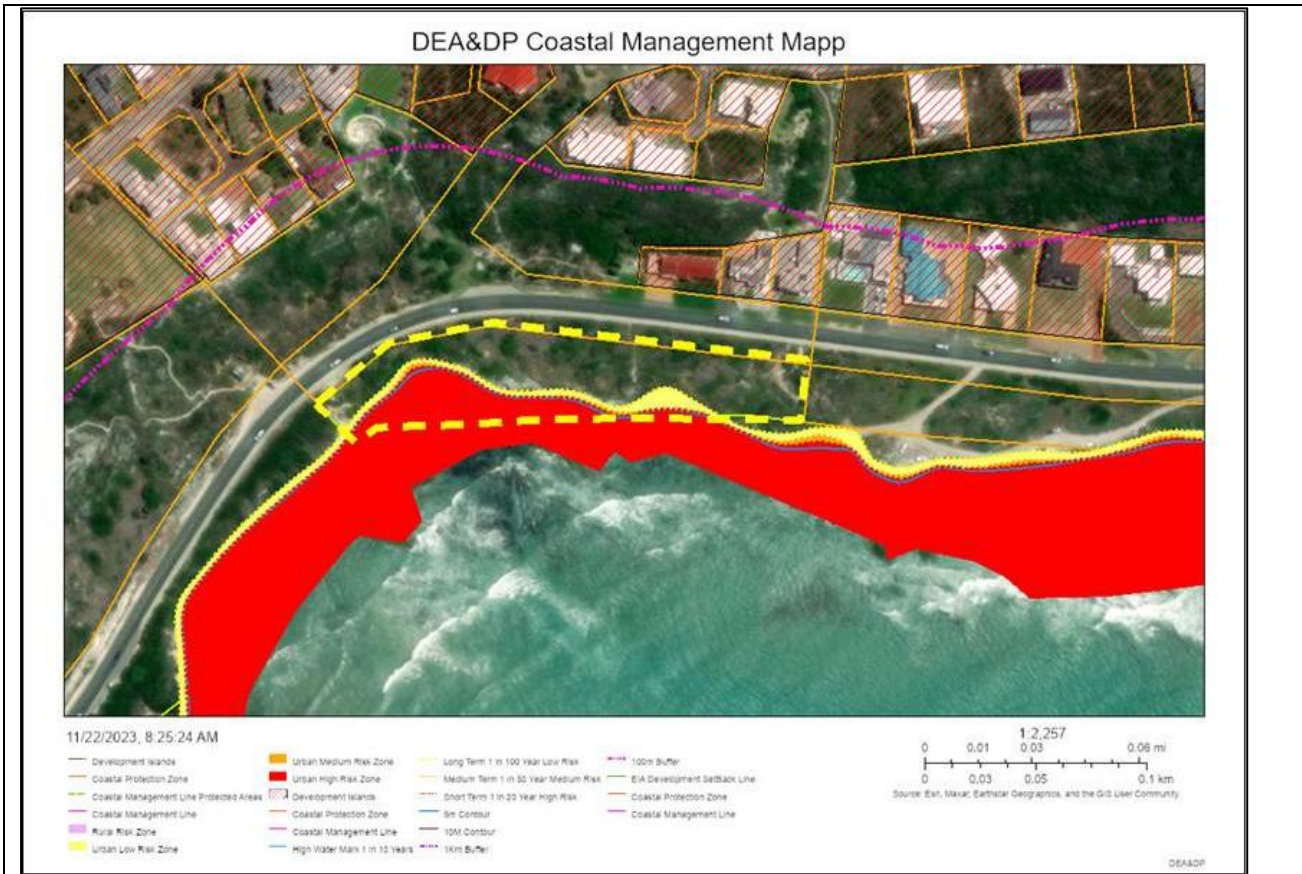 DEA&DP Coastal Management Mapp
11/22/2023, 8:25:24 AM
Development Islands
Coastal Protection Zone
Coastal Management Line Protected Areas
Coastal Management Line
Rural Risk Zone
Urban Low Risk Zone
Urban Medium Risk Zone
Urban High Risk Zone
Development Islands
Coastal Protection Zone
Coastal Management Line
High Water Mark 1 in 10 Years
Long Term 1 in 100 Year Low Risk
Medium Term 1 in 50 Year Medium Risk
Short Term 1 in 20 Year High Risk
5m Contour
10M Contour
1Km Buffer
100m Buffer
EIA Development Setback Line
Coastal Protection Zone
Coastal Management Line
1:2,257
0 0.01 0.03 0.06 mi
0 0.03 0.05 0.1 km
Source: Esri, Maxar, Earthstar Geographics, and the GIS User Community
DEA&DP